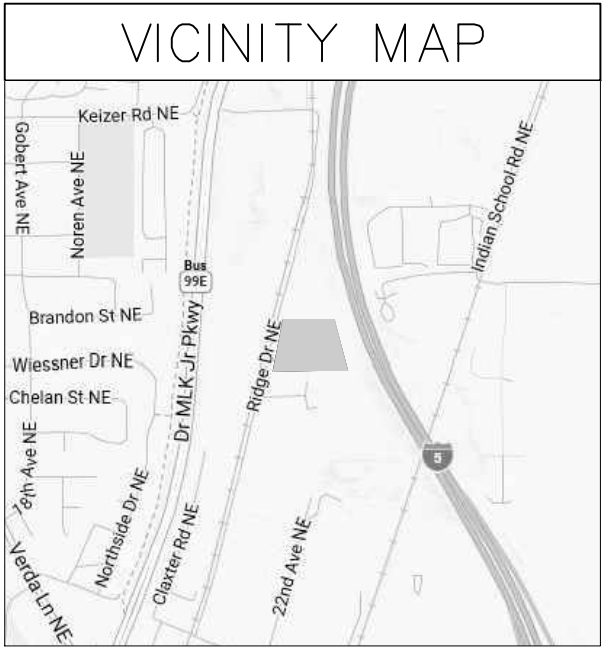 VICINITY MAP
Keizer Rd NE
Gobert Ave NE
Noren Ave NE
Indian School Rd NE
Bus
99E
Brandon St NE
Dr MLK Jr Pkwy
Ridge Dr NE
Wiessner Dr NE
Chelan St NE
18th Ave NE
5
Northside Dr NE
Claxter Rd NE
22nd Ave NE
Verda Ln NE